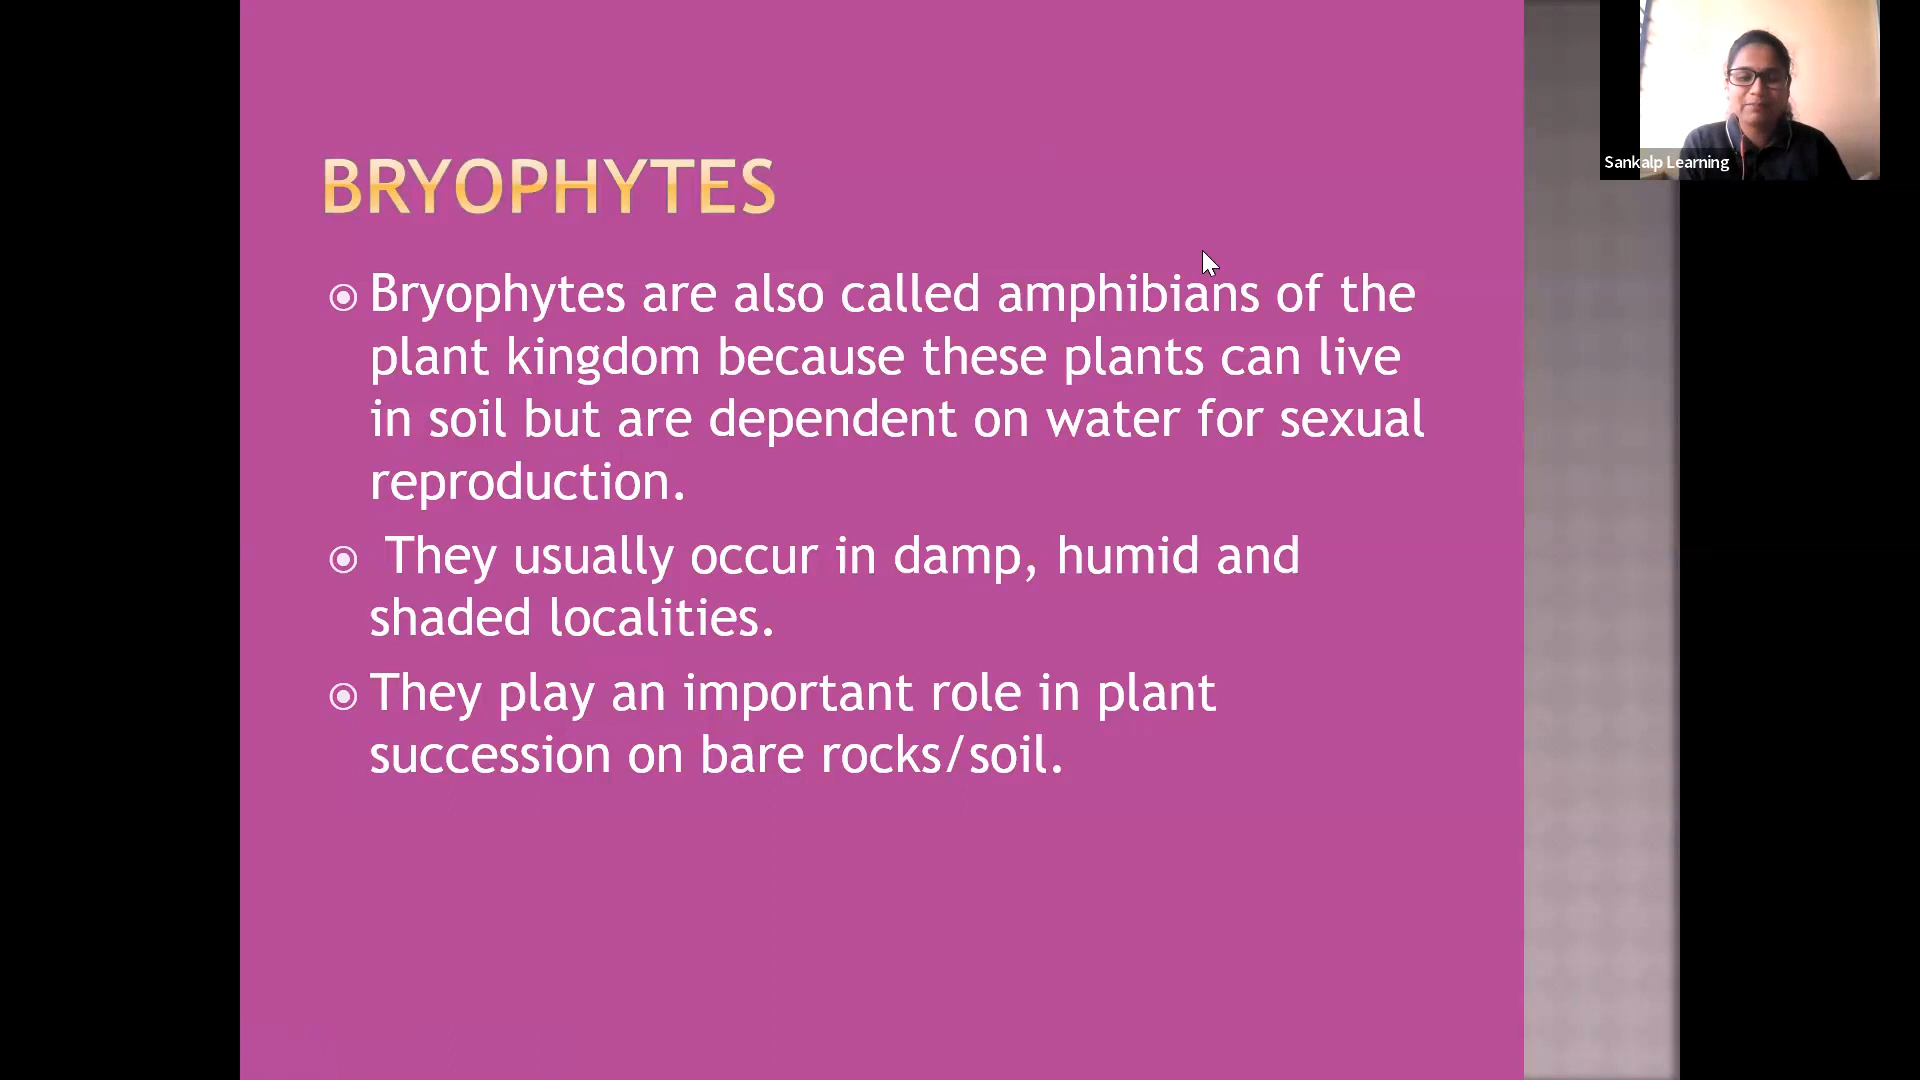 BRYOPHYTES
Bryophytes are also called amphibians of the
plant kingdom because these plants can live
in soil but are dependent on water for sexual
reproduction.
They usually occur in damp, humid and
shaded localities.
They play an important role in plant
succession on bare rocks/soil.
Sankalp Learning